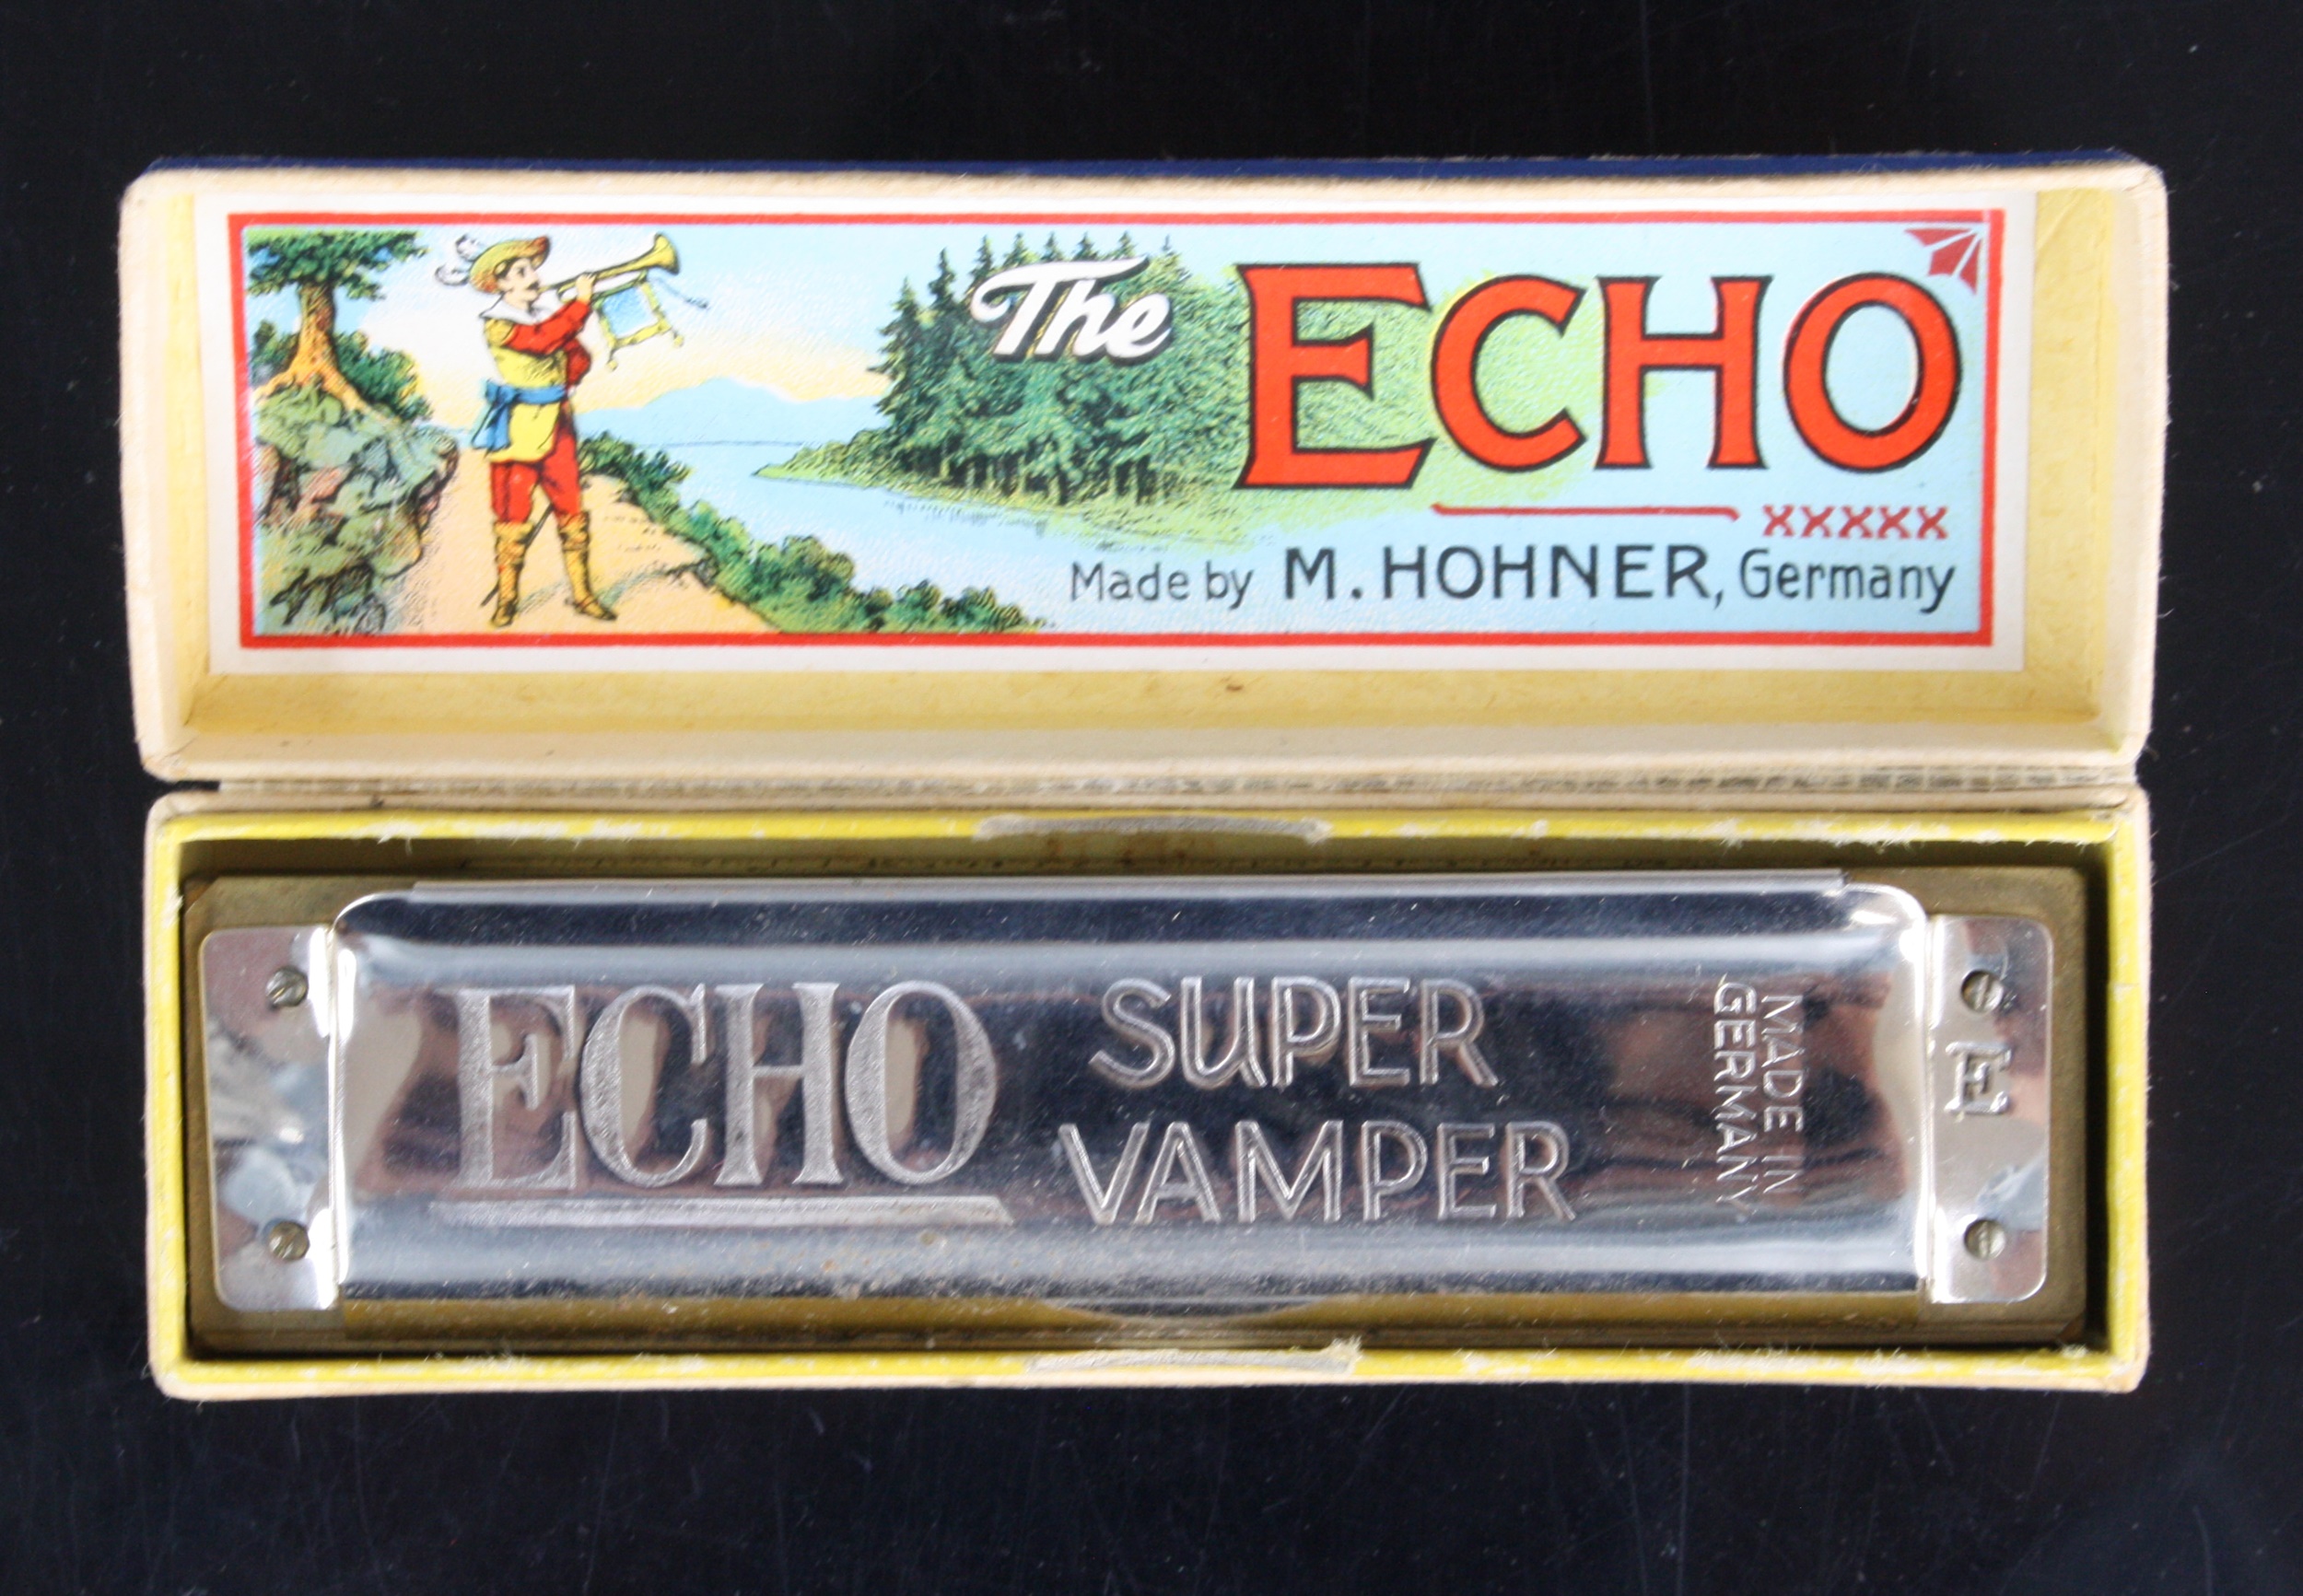 The ECHO
xxxxx
Made by M. HOHNER, Germany
ECHO SUPER
VAMPER
MADE IN
GERMANY
E